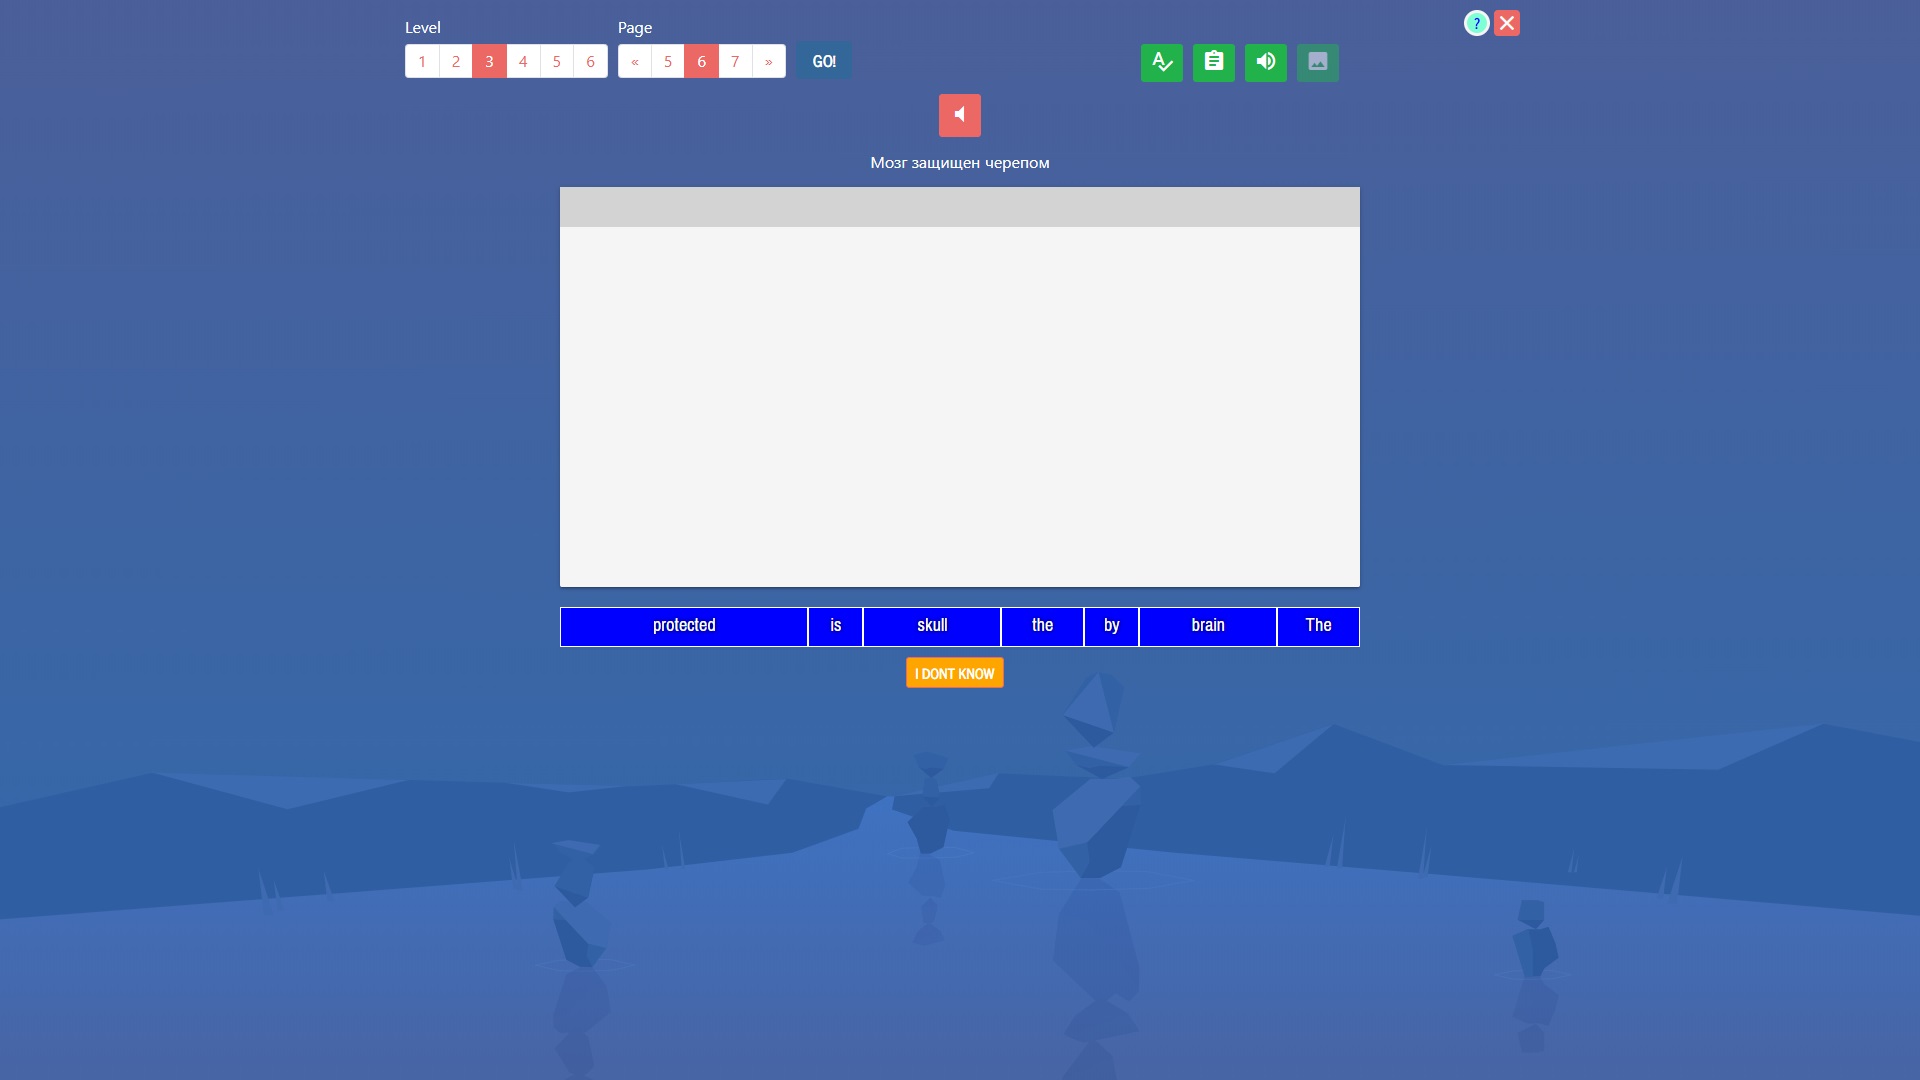 Level Page
1 2 3 4 5 6 « 5 6 7 » GO!
?
Мозг защищен черепом
protected is skull the by brain The
I DONT KNOW